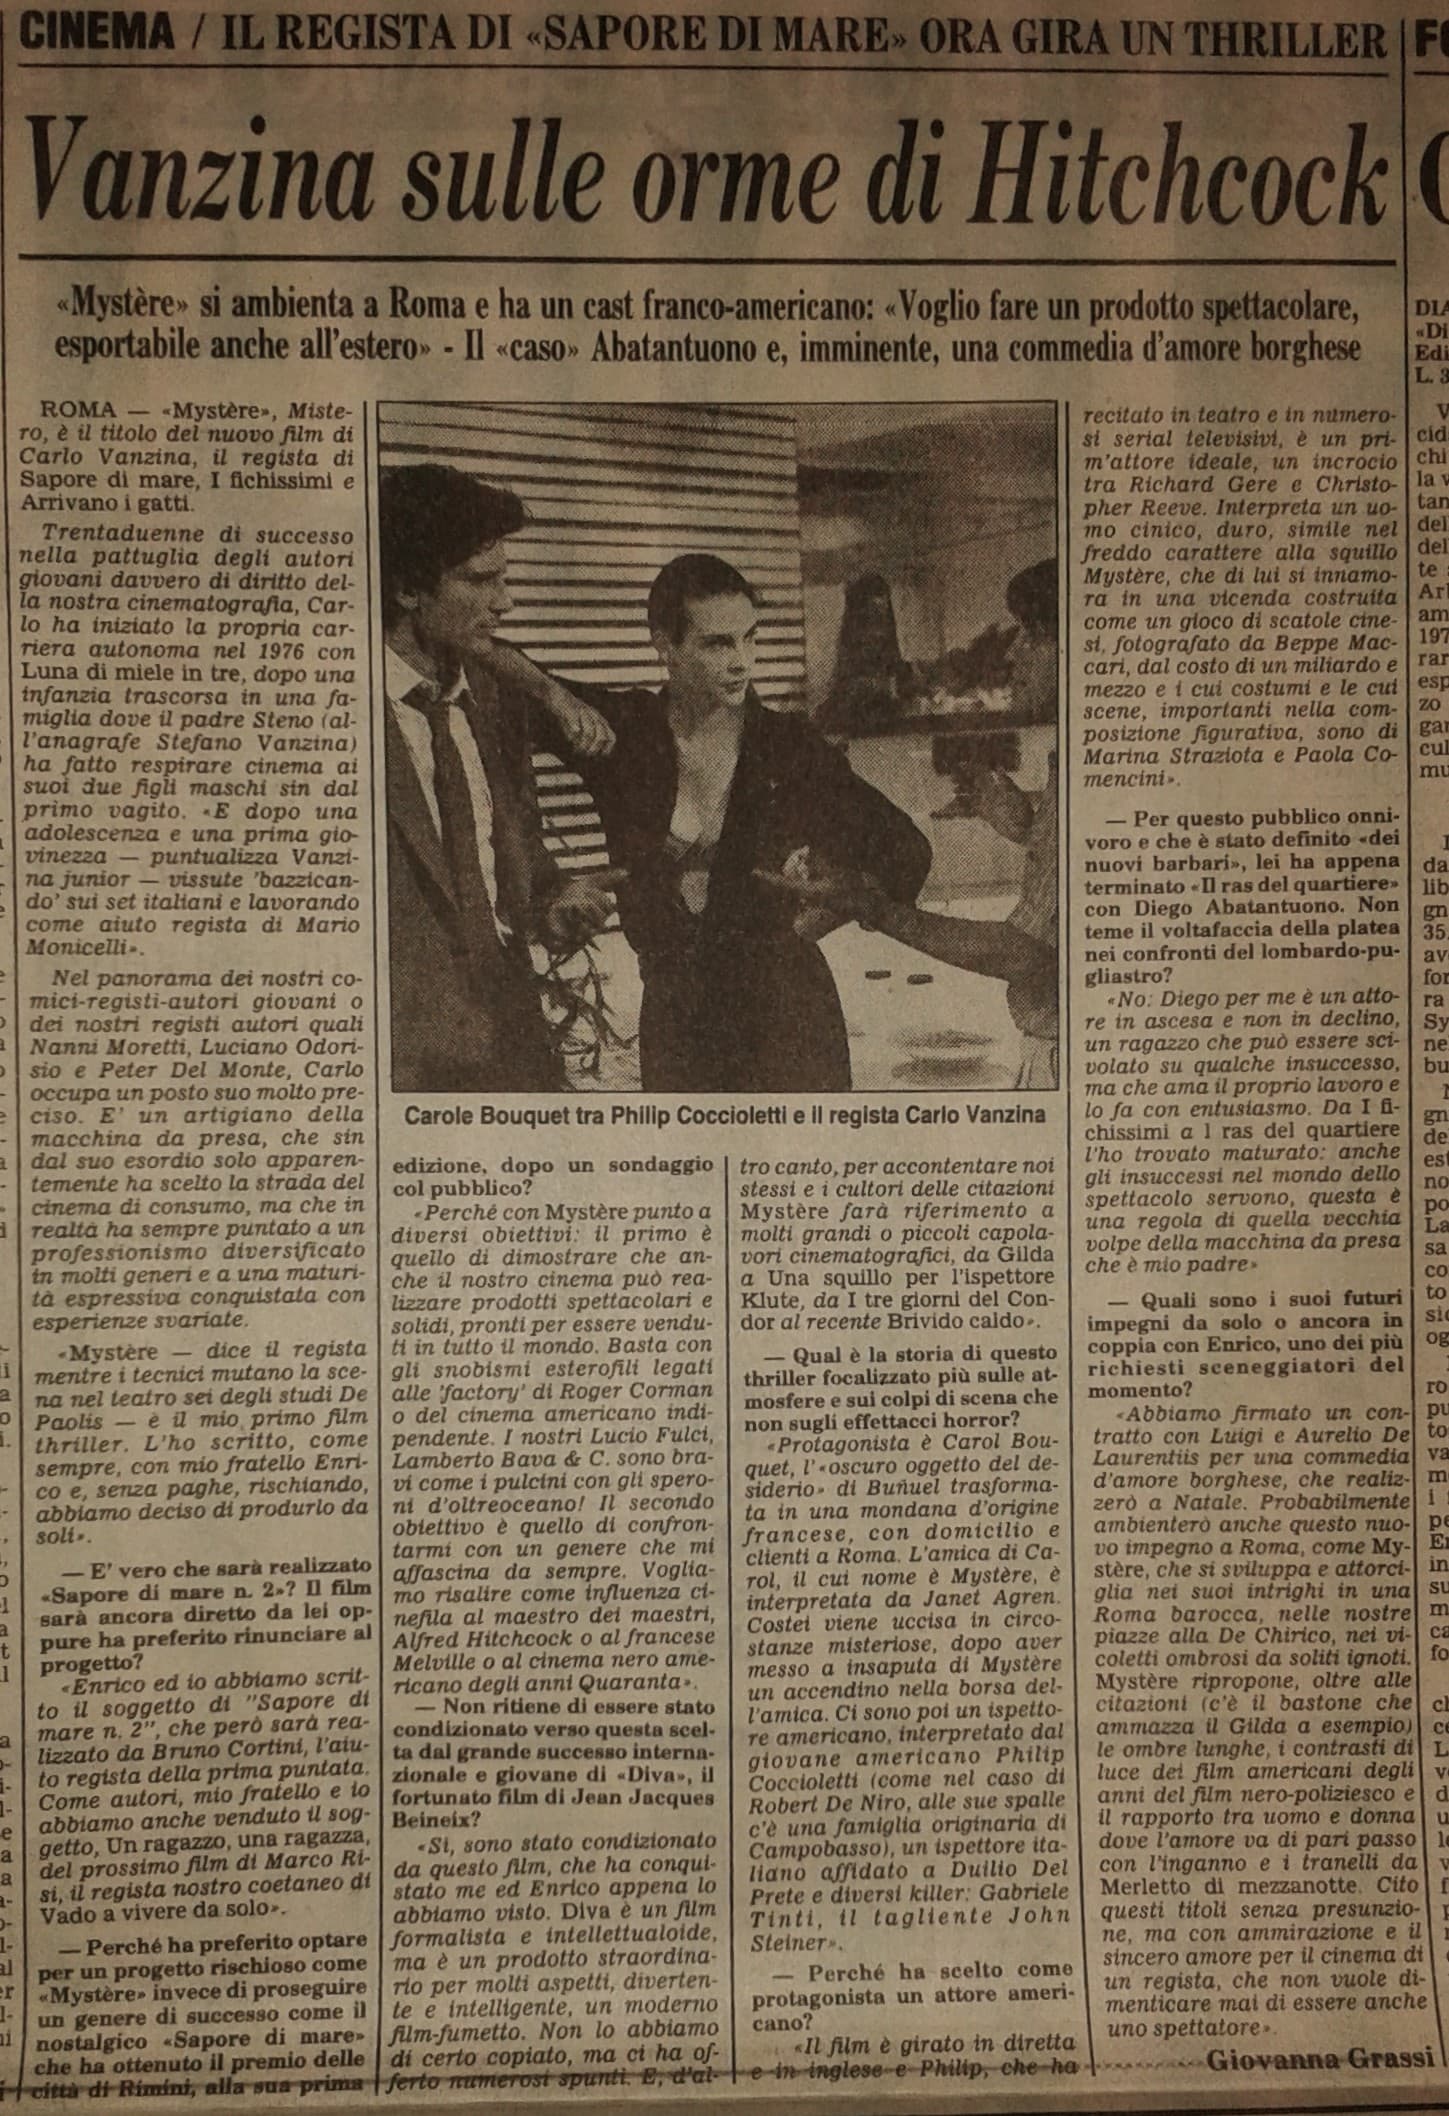 CINEMA / IL REGISTA DI «SAPORE DI MARE» ORA GIRA UN THRILLER
Vanzina sulle orme di Hitchcock
«Mystère» si ambienta a Roma e ha un cast franco-americano: «Voglio fare un prodotto spettacolare,
esportabile anche all'estero» - Il «caso» Abatantuono e, imminente, una commedia d'amore borghese
ROMA — «Mystère», Miste-
ro, è il titolo del nuovo film di
Carlo Vanzina, il regista di
Sapore di mare, I fichissimi e
Arrivano i gatti.
Trentaduenne di successo
nella pattuglia degli autori
giovani davvero di diritto del-
la nostra cinematografia, Car-
lo ha iniziato la propria car-
riera autonoma nel 1976 con
Luna di miele in tre, dopo una
infanzia trascorsa in una fa-
miglia dove il padre Steno (al-
l'anagrafe Stefano Vanzina)
ha fatto respirare cinema ai
suoi due figli maschi sin dal
primo vagito. «E dopo una
adolescenza e una prima gio-
vinezza — puntualizza Vanzi-
na junior — vissute 'bazzican-
do' sui set italiani e lavorando
come aiuto regista di Mario
Monicelli».
Nel panorama dei nostri co-
mici-registi-autori giovani o
dei nostri registi autori quali
Nanni Moretti, Luciano Odori-
sio e Peter Del Monte, Carlo
occupa un posto suo molto pre-
ciso. E' un artigiano della
macchina da presa, che sin
dal suo esordio solo apparen-
temente ha scelto la strada del
cinema di consumo, ma che in
realtà ha sempre puntato a un
professionismo diversificato
in molti generi e a una maturi-
tà espressiva conquistata con
esperienze svariate.
«Mystère — dice il regista
mentre i tecnici mutano la sce-
na nel teatro sei degli studi De
Paolis — è il mio primo film
thriller. L'ho scritto, come
sempre, con mio fratello Enri-
co e, senza paghe, rischiando,
abbiamo deciso di produrlo da
soli».
— E' vero che sarà realizzato
«Sapore di mare n. 2»? Il film
sarà ancora diretto da lei op-
pure ha preferito rinunciare al
progetto?
«Enrico ed io abbiamo scrit-
to il soggetto di "Sapore di
mare n. 2", che però sarà rea-
lizzato da Bruno Cortini, l'aiu-
to regista della prima puntata.
Come autori, mio fratello e io
abbiamo anche venduto il sog-
getto, Un ragazzo, una ragazza,
del prossimo film di Marco Ri-
si, il regista nostro coetaneo di
Vado a vivere da solo».
— Perché ha preferito optare
per un progetto rischioso come
«Mystère» invece di proseguire
un genere di successo come il
nostalgico «Sapore di mare»
che ha ottenuto il premio delle
città di Rimini, alla sua prima
Carole Bouquet tra Philip Coccioletti e il regista Carlo Vanzina
edizione, dopo un sondaggio
col pubblico?
«Perché con Mystère punto a
diversi obiettivi: il primo è
quello di dimostrare che an-
che il nostro cinema può rea-
lizzare prodotti spettacolari e
solidi, pronti per essere vendu-
ti in tutto il mondo. Basta con
gli snobismi esterofili legati
alle 'factory' di Roger Corman
o del cinema americano indi-
pendente. I nostri Lucio Fulci,
Lamberto Bava & C. sono bra-
vi come i pulcini con gli spero-
ni d'oltreoceano! Il secondo
obiettivo è quello di confron-
tarmi con un genere che mi
affascina da sempre. Voglia-
mo risalire come influenza ci-
nefila al maestro dei maestri,
Alfred Hitchcock o al francese
Melville o al cinema nero ame-
ricano degli anni Quaranta».
— Non ritiene di essere stato
condizionato verso questa scel-
ta dal grande successo interna-
zionale e giovane di «Diva», il
fortunato film di Jean Jacques
Beineix?
«Si, sono stato condizionato
da questo film, che ha conqui-
stato me ed Enrico appena lo
abbiamo visto. Diva è un film
formalista e intellettualoide,
ma è un prodotto straordina-
rio per molti aspetti, diverten-
te e intelligente, un moderno
film-fumetto. Non lo abbiamo
di certo copiato, ma ci ha of-
ferto numerosi spunti. E, d'al-
tro canto, per accontentare noi
stessi e i cultori delle citazioni
Mystère farà riferimento a
molti grandi o piccoli capola-
vori cinematografici, da Gilda
a Una squillo per l'ispettore
Klute, da I tre giorni del Con-
dor al recente Brivido caldo».
— Qual è la storia di questo
thriller focalizzato più sulle at-
mosfere e sui colpi di scena che
non sugli effettacci horror?
«Protagonista è Carol Bou-
quet, l'«oscuro oggetto del de-
siderio» di Buñuel trasforma-
ta in una mondana d'origine
francese, con domicilio e
clienti a Roma. L'amica di Ca-
rol, il cui nome è Mystère, è
interpretata da Janet Agren.
Costei viene uccisa in circo-
stanze misteriose, dopo aver
messo a insaputa di Mystère
un accendino nella borsa del-
l'amica. Ci sono poi un ispetto-
re americano, interpretato dal
giovane americano Philip
Coccioletti (come nel caso di
Robert De Niro, alle sue spalle
c'è una famiglia originaria di
Campobasso), un ispettore ita-
liano affidato a Duilio Del
Prete e diversi killer: Gabriele
Tinti, il tagliente John
Steiner».
— Perché ha scelto come
protagonista un attore ameri-
cano?
«Il film è girato in diretta
e in inglese e Philip, che ha
recitato in teatro e in numero-
si serial televisivi, è un pri-
m'attore ideale, un incrocio
tra Richard Gere e Christo-
pher Reeve. Interpreta un uo-
mo cinico, duro, simile nel
freddo carattere alla squillo
Mystère, che di lui si innamo-
ra in una vicenda costruita
come un gioco di scatole cine-
si, fotografato da Beppe Mac-
cari, dal costo di un miliardo e
mezzo e i cui costumi e le cui
scene, importanti nella com-
posizione figurativa, sono di
Marina Straziota e Paola Co-
mencini».
— Per questo pubblico onni-
voro e che è stato definito «dei
nuovi barbari», lei ha appena
terminato «Il ras del quartiere»
con Diego Abatantuono. Non
teme il voltafaccia della platea
nei confronti del lombardo-pu-
gliastro?
«No: Diego per me è un atto-
re in ascesa e non in declino,
un ragazzo che può essere sci-
volato su qualche insuccesso,
ma che ama il proprio lavoro e
lo fa con entusiasmo. Da I fi-
chissimi a I ras del quartiere
l'ho trovato maturato: anche
gli insuccessi nel mondo dello
spettacolo servono, questa è
una regola di quella vecchia
volpe della macchina da presa
che è mio padre»
— Quali sono i suoi futuri
impegni da solo o ancora in
coppia con Enrico, uno dei più
richiesti sceneggiatori del
momento?
«Abbiamo firmato un con-
tratto con Luigi e Aurelio De
Laurentiis per una commedia
d'amore borghese, che realiz-
zerò a Natale. Probabilmente
ambienterò anche questo nuo-
vo impegno a Roma, come My-
stère, che si sviluppa e attorci-
glia nei suoi intrighi in una
Roma barocca, nelle nostre
piazze alla De Chirico, nei vi-
coletti ombrosi da soliti ignoti.
Mystère ripropone, oltre alle
citazioni (c'è il bastone che
ammazza il Gilda a esempio)
le ombre lunghe, i contrasti di
luce dei film americani degli
anni del film nero-poliziesco e
il rapporto tra uomo e donna
dove l'amore va di pari passo
con l'inganno e i tranelli da
Merletto di mezzanotte. Cito
questi titoli senza presunzio-
ne, ma con ammirazione e il
sincero amore per il cinema di
un regista, che non vuole di-
menticare mai di essere anche
uno spettatore».
Giovanna Grassi